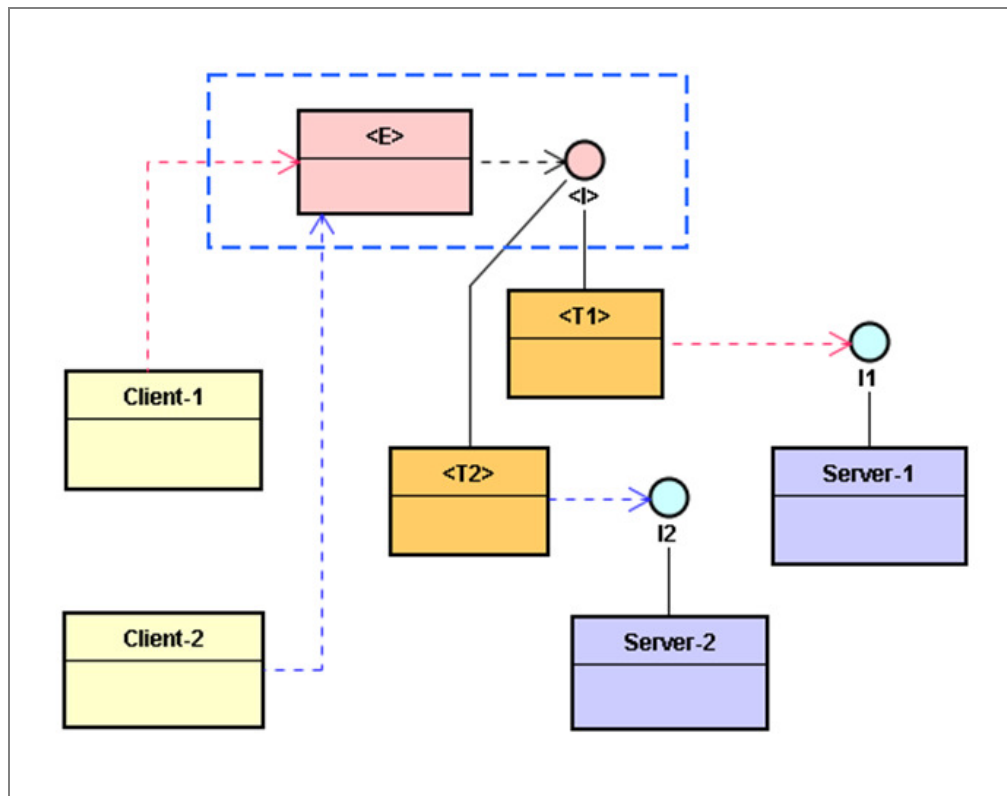 <E>
<I>
<T1>
I1
Client-1
<T2>
Server-1
I2
Client-2
Server-2